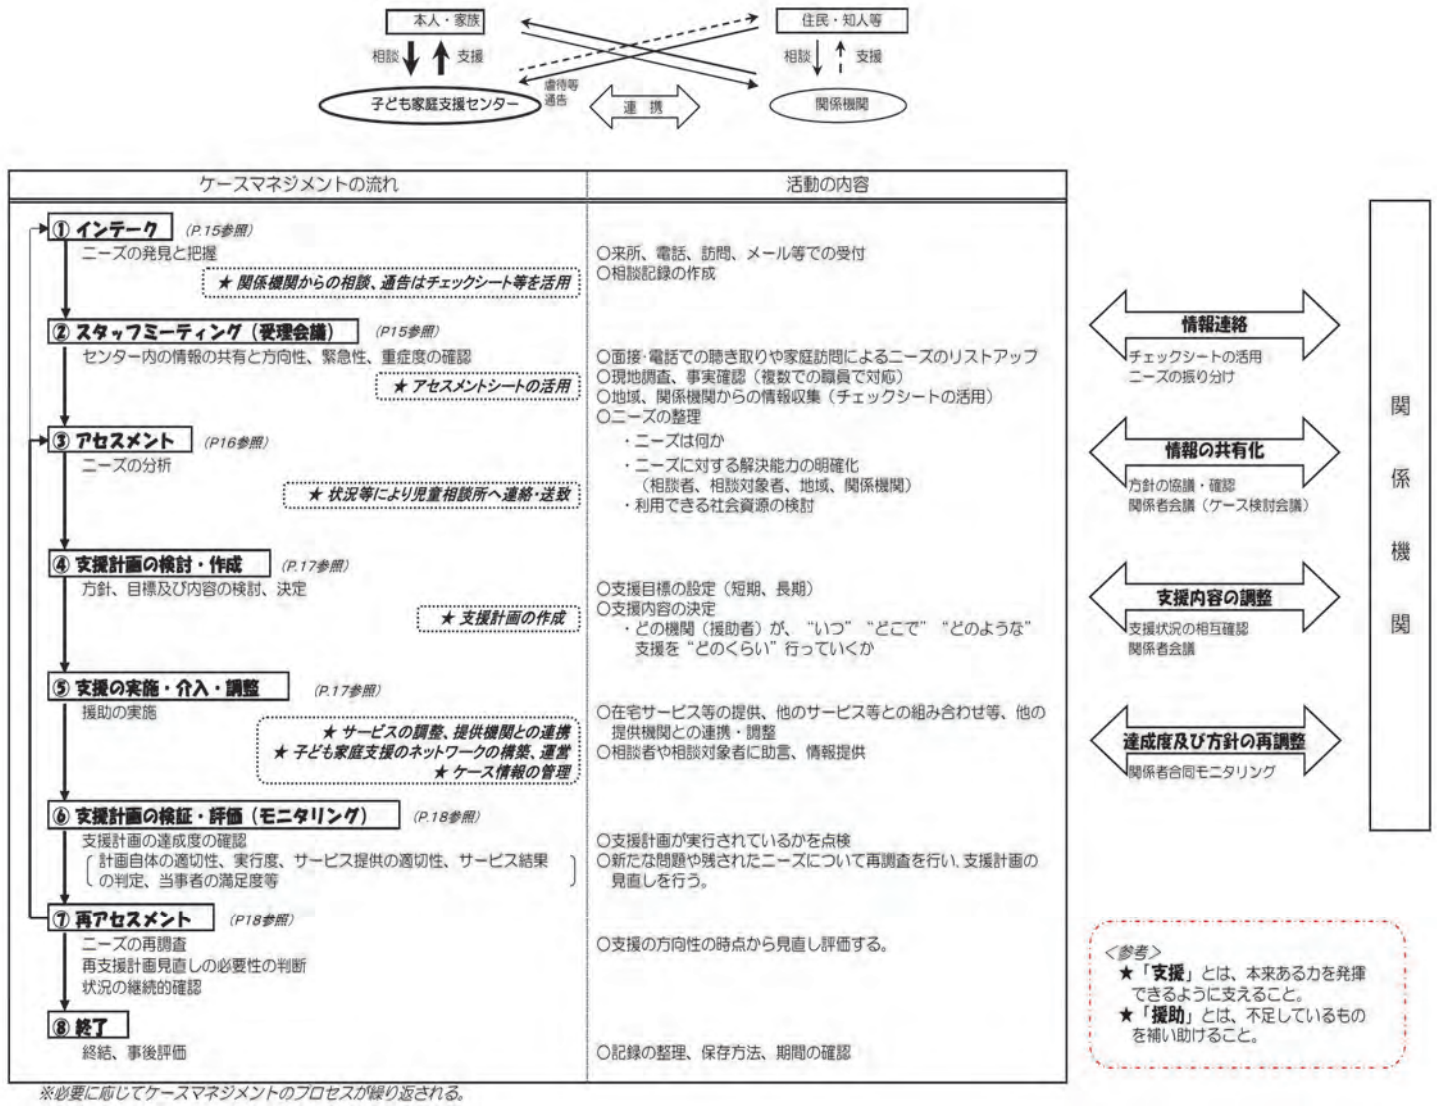 本人・家族
住民・知人等
相談
支援
相談
支援
虐待等
通告
子ども家庭支援センター
連携
関係機関
ケースマネジメントの流れ
活動の内容
① インテーク (P.15参照)
ニーズの発見と把握
★ 関係機関からの相談、通告はチェックシート等を活用
○来所、電話、訪問、メール等での受付
○相談記録の作成
② スタッフミーティング（受理会議） (P15参照)
センター内の情報の共有と方向性、緊急性、重症度の確認
★ アセスメントシートの活用
○面接・電話での聴き取りや家庭訪問によるニーズのリストアップ
○現地調査、事実確認（複数での職員で対応）
○地域、関係機関からの情報収集（チェックシートの活用）
○ニーズの整理
・ニーズは何か
・ニーズに対する解決能力の明確化
（相談者、相談対象者、地域、関係機関）
・利用できる社会資源の検討
③ アセスメント (P16参照)
ニーズの分析
★ 状況等により児童相談所へ連絡・送致
④ 支援計画の検討・作成 (P.17参照)
方針、目標及び内容の検討、決定
★ 支援計画の作成
○支援目標の設定（短期、長期）
○支援内容の決定
・どの機関（援助者）が、“いつ”“どこで”“どのような”
支援を“どのくらい”行っていくか
⑤ 支援の実施・介入・調整 (P.17参照)
援助の実施
★ サービスの調整、提供機関との連携
★ 子ども家庭支援のネットワークの構築、運営
★ ケース情報の管理
○在宅サービス等の提供、他のサービス等との組み合わせ等、他の
提供機関との連携・調整
○相談者や相談対象者に助言、情報提供
⑥ 支援計画の検証・評価（モニタリング） (P.18参照)
支援計画の達成度の確認
計画自体の適切性、実行度、サービス提供の適切性、サービス結果
の判定、当事者の満足度等
○支援計画が実行されているかを点検
○新たな問題や残されたニーズについて再調査を行い、支援計画の
見直しを行う。
⑦ 再アセスメント (P18参照)
ニーズの再調査
再支援計画見直しの必要性の判断
状況の継続的確認
○支援の方向性の時点から見直し評価する。
⑧ 終了
終結、事後評価
○記録の整理、保存方法、期間の確認
※必要に応じてケースマネジメントのプロセスが繰り返される。
情報連絡
チェックシートの活用
ニーズの振り分け
情報の共有化
方針の協議・確認
関係者会議（ケース検討会議）
支援内容の調整
支援状況の相互確認
関係者会議
達成度及び方針の再調整
関係者合同モニタリング
関係機関
＜参考＞
★「支援」とは、本来ある力を発揮
できるように支えること。
★「援助」とは、不足しているもの
を補い助けること。